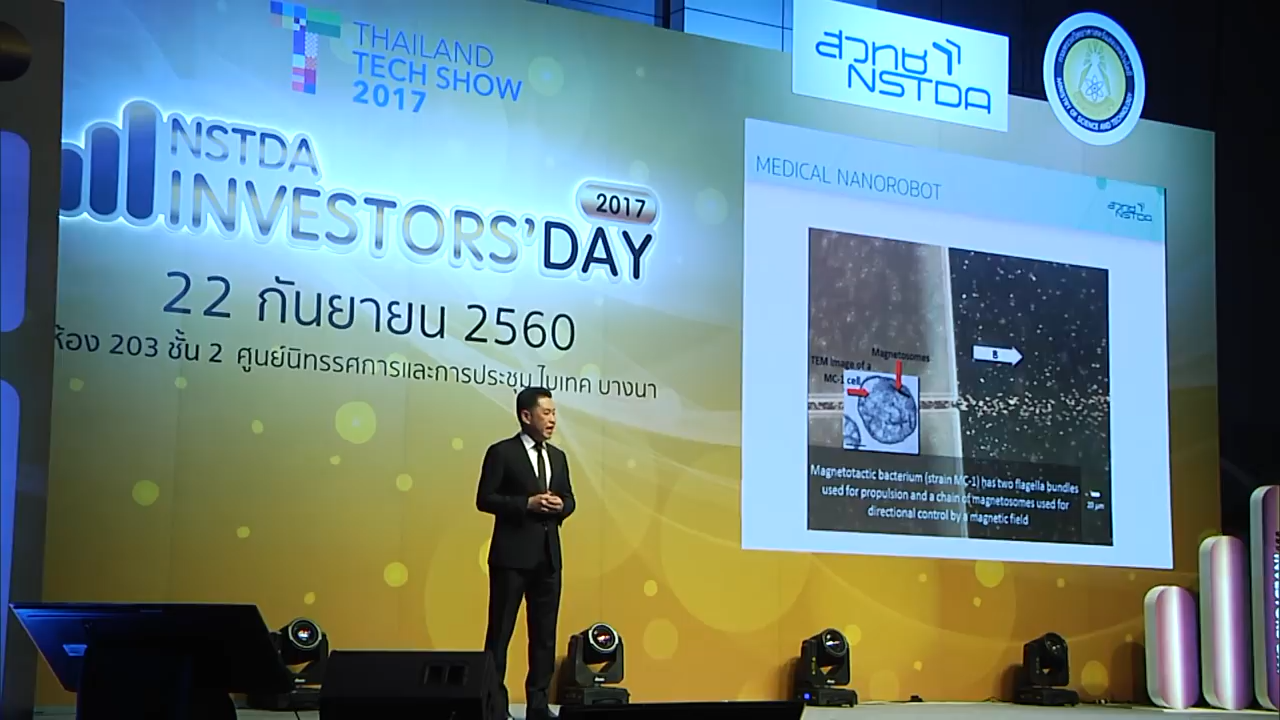 THAILAND
TECH SHOW
2017
NSTDA
INVESTORS' DAY
2017
22 กันยายน 2560
ห้อง 203 ชั้น 2 ศูนย์นิทรรศการและการประชุม ไบเทค บางนา
สวทช
NSTDA
MINISTRY OF SCIENCE AND TECHNOLOGY
MEDICAL NANOROBOT
สวทช
NSTDA
Magnetosomes
TEM Image of a
MC-1 cell
B
Magnetotactic bacterium (strain MC-1) has two flagella bundles
used for propulsion and a chain of magnetosomes used for
directional control by a magnetic field
20 µm